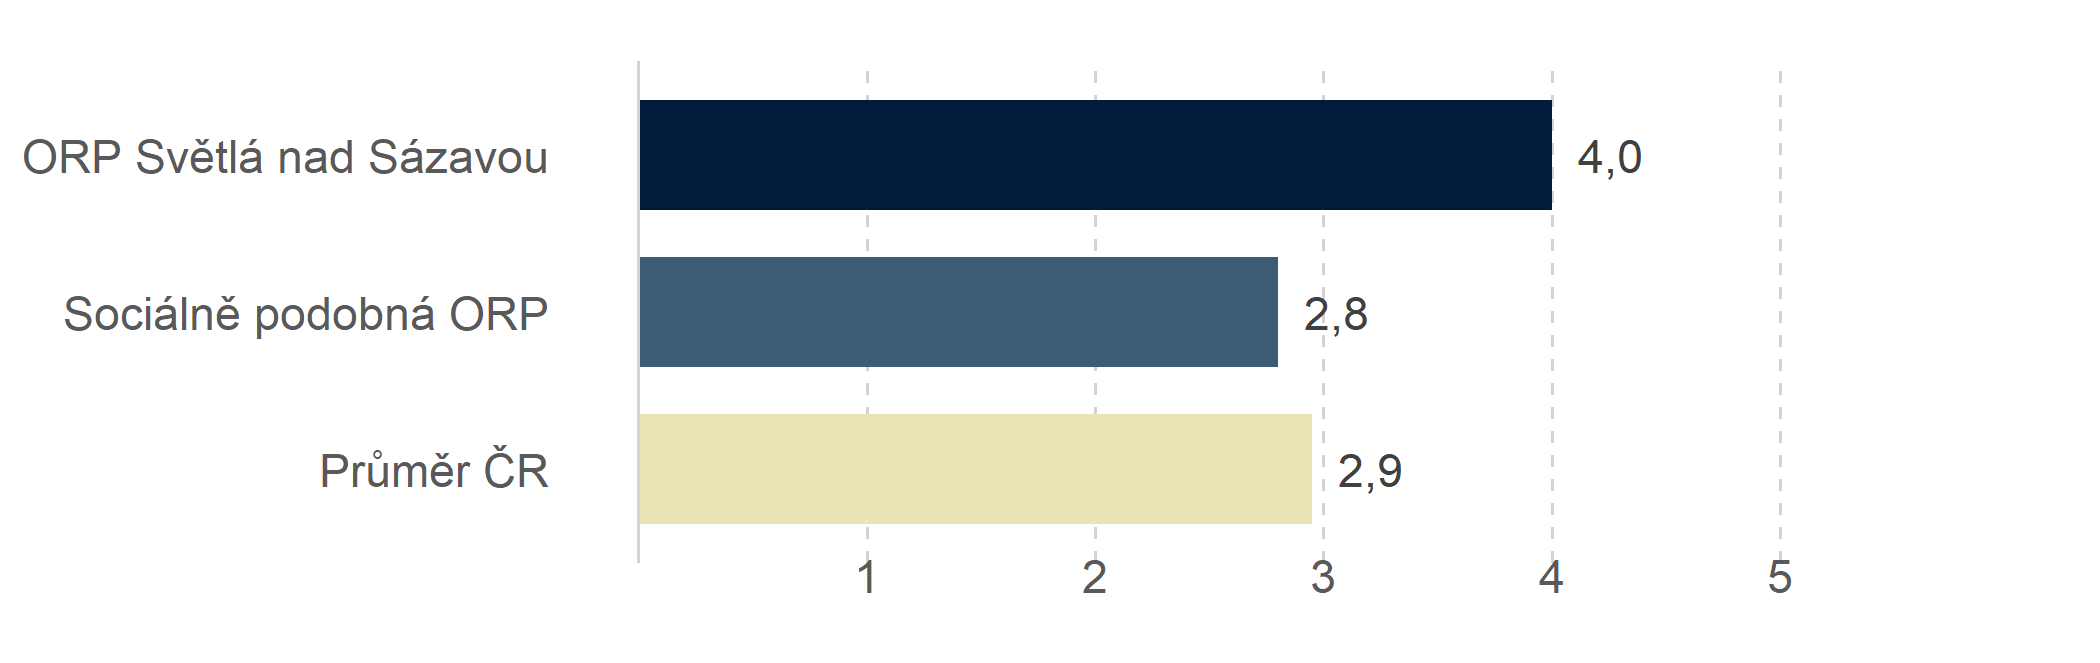 ORP Světlá nad Sázavou
4,0
Sociálně podobná ORP
2,8
Průměr ČR
2,9
1 2 3 4 5